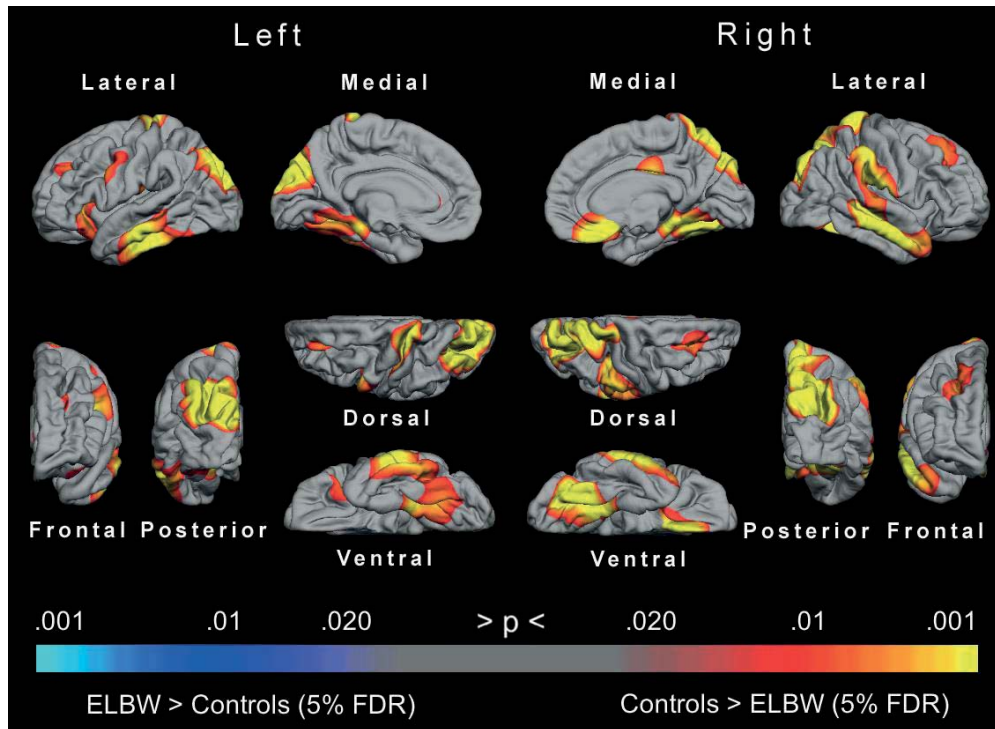 Left Right
Lateral Medial Medial Lateral
Dorsal Dorsal
Frontal Posterior Ventral Ventral Posterior Frontal
.001 .01 .020 > p < .020 .01 .001
ELBW > Controls (5% FDR) Controls > ELBW (5% FDR)